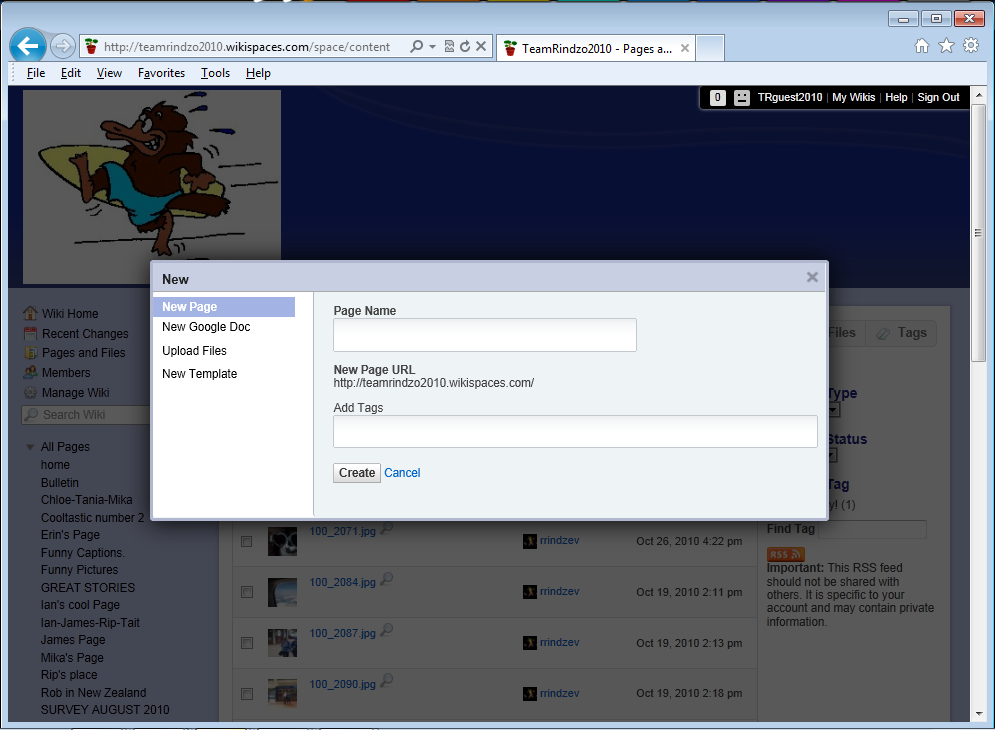 http://teamrindzo2010.wikispaces.com/space/content
TeamRindzo2010 - Pages a...
File Edit View Favorites Tools Help
0 TRguest2010 | My Wikis | Help | Sign Out
New
New Page
New Google Doc
Upload Files
New Template
Page Name
New Page URL
http://teamrindzo2010.wikispaces.com/
Add Tags
Create Cancel
Wiki Home
Recent Changes
Pages and Files
Members
Manage Wiki
Search Wiki
All Pages
home
Bulletin
Chloe-Tania-Mika
Cooltastic number 2
Erin's Page
Funny Captions.
Funny Pictures
GREAT STORIES
Ian's cool Page
Ian-James-Rip-Tait
James Page
Mika's Page
Rip's place
Rob in New Zealand
SURVEY AUGUST 2010
100_2071.jpg rrindzev Oct 26, 2010 4:22 pm
100_2084.jpg rrindzev Oct 19, 2010 2:11 pm
100_2087.jpg rrindzev Oct 19, 2010 2:13 pm
100_2090.jpg rrindzev Oct 19, 2010 2:18 pm
Files Tags
Type
Status
Tag
y! (1)
Find Tag
RSS
Important: This RSS feed
should not be shared with
others. It is specific to your
account and may contain private
information.